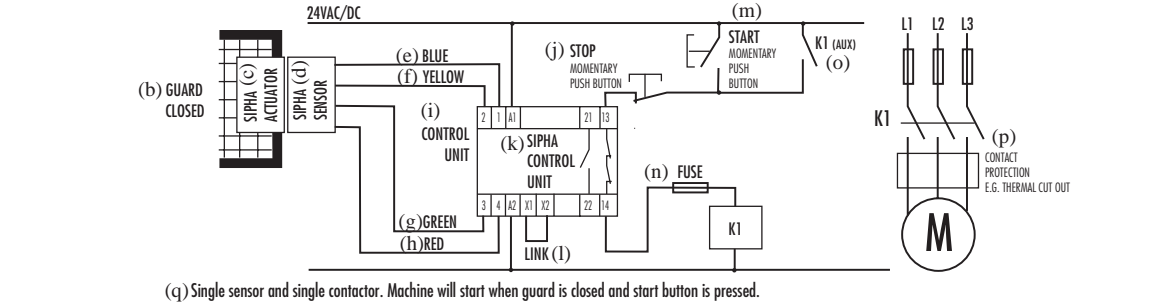 24VAC/DC
(m)
L1 L2 L3
(e) BLUE
(f) YELLOW
(j) STOP
MOMENTARY
PUSH BUTTON
START
MOMENTARY
PUSH
BUTTON
K1 (AUX)
(o)
(b) GUARD
CLOSED
SIPHA (c)
ACTUATOR
SIPHA (d)
SENSOR
(i)
CONTROL
UNIT
2 1 A1 21 13
(k) SIPHA
CONTROL
UNIT
3 4 A2 X1 X2 22 14
K1
(p)
CONTACT
PROTECTION
E.G. THERMAL CUT OUT
(n) FUSE
K1
M
(g) GREEN
(h) RED
LINK (l)
(q) Single sensor and single contactor. Machine will start when guard is closed and start button is pressed.